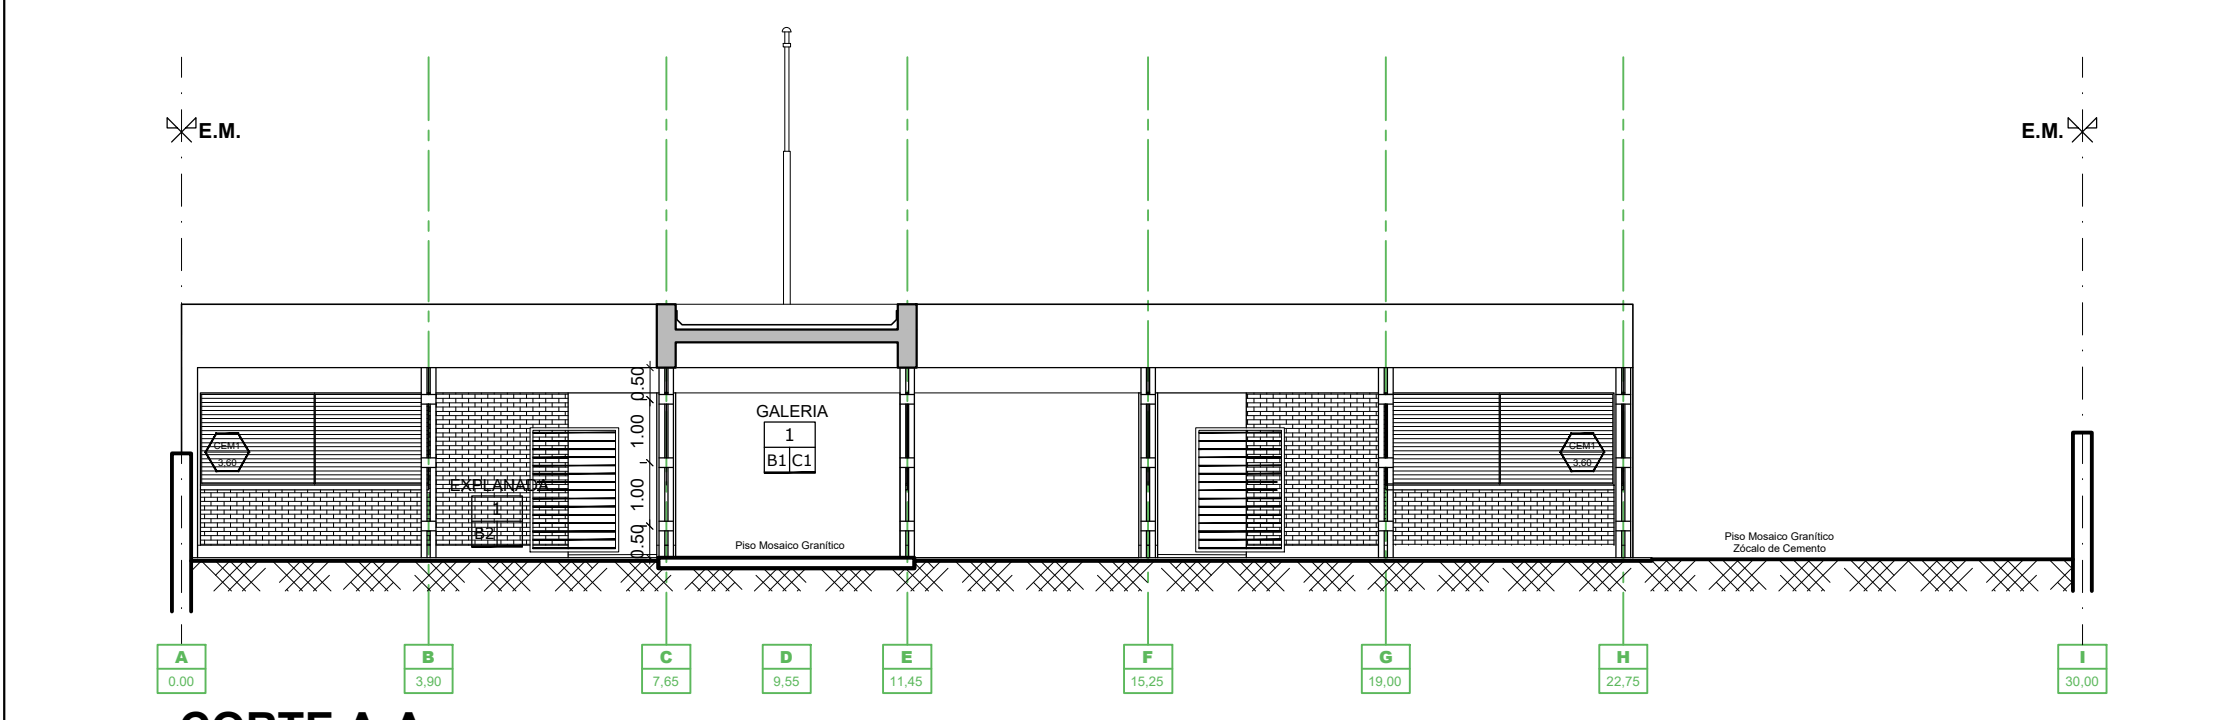 E.M.
E.M.
0.50
1.00
1.00
0.50
GALERIA
1
B1 C1
CEM1
3.60
CEM1
3.60
EXPLANADA
1
B2
Piso Mosaico Granítico
Piso Mosaico Granítico
Zócalo de Cemento
A B C D E F G H I
0.00 3,90 7,65 9,55 11,45 15,25 19,00 22,75 30,00
CORTE A-A